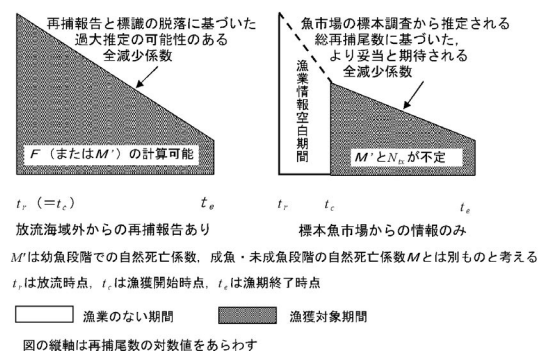 再捕報告と標識の脱落に基づいた
過大推定の可能性のある
全減少係数
魚市場の標本調査から推定される
総再捕尾数に基づいた,
より妥当と期待される
全減少係数
漁業情報空白期間
F（またはM'）の計算可能
M'とNtxが不定
tr（=tc）
te
tr
tc
te
放流海域外からの再捕報告あり
標本魚市場からの情報のみ
M'は幼魚段階での自然死亡係数, 成魚・未成魚段階の自然死亡係数Mとは別ものと考える
trは放流時点, trは漁獲開始時点, teは漁期終了時点
漁業のない期間
漁獲対象期間
図の縦軸は再捕尾数の対数値をあらわす